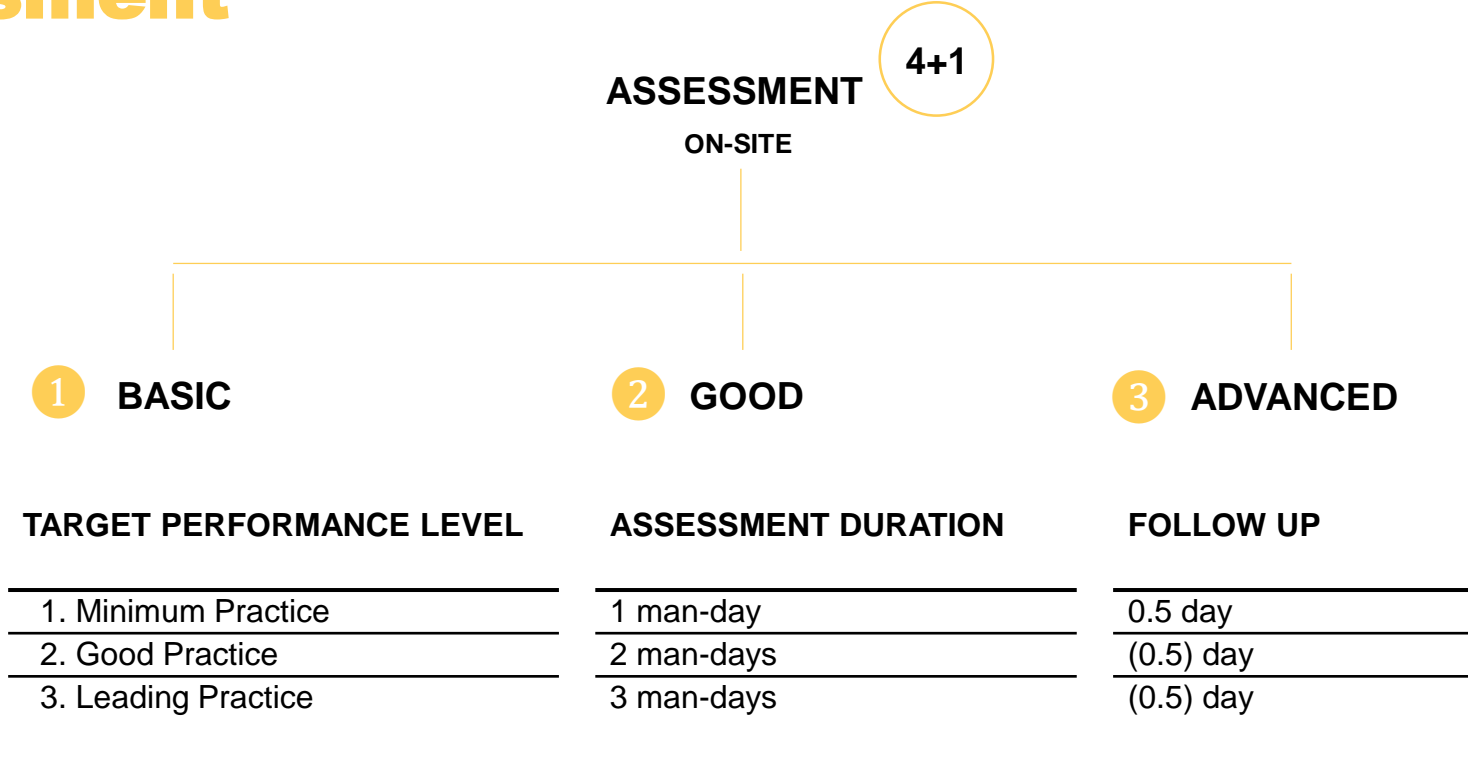 4+1
ASSESSMENT
ON-SITE
1 BASIC
2 GOOD
3 ADVANCED
TARGET PERFORMANCE LEVEL
ASSESSMENT DURATION
FOLLOW UP
1. Minimum Practice
1 man-day
0.5 day
2. Good Practice
2 man-days
(0.5) day
3. Leading Practice
3 man-days
(0.5) day